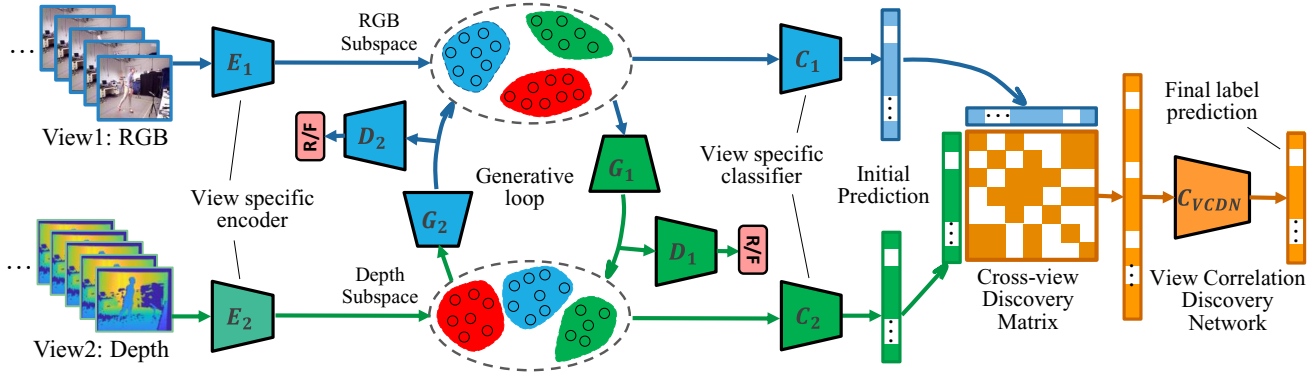 ...
View1: RGB
E1
RGB
Subspace
R/F
D2
View specific
encoder
G2
Generative
loop
G1
D1
R/F
C1
View specific
classifier
Initial
Prediction
...
View2: Depth
E2
Depth
Subspace
C2
Cross-view
Discovery
Matrix
Final label
prediction
CVCDN
View Correlation
Discovery
Network